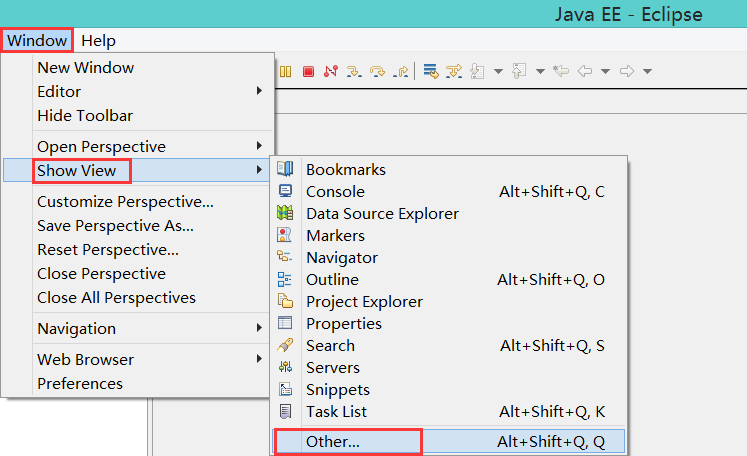 Java EE - Eclipse
Window Help
New Window
Editor
Hide Toolbar
Open Perspective
Show View
Customize Perspective...
Save Perspective As...
Reset Perspective...
Close Perspective
Close All Perspectives
Navigation
Web Browser
Preferences
Bookmarks
Console Alt+Shift+Q, C
Data Source Explorer
Markers
Navigator
Outline Alt+Shift+Q, O
Project Explorer
Properties
Search Alt+Shift+Q, S
Servers
Snippets
Task List Alt+Shift+Q, K
Other... Alt+Shift+Q, Q